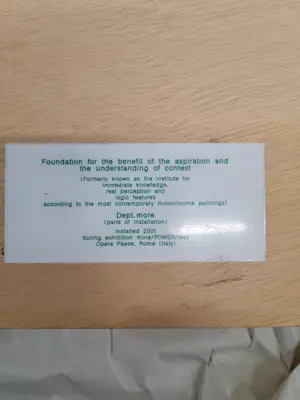 Foundation for the benefit of the aspiration and
the understanding of context
(Formerly known as the institute for
immediate knowledge,
real perception and
logic features
according to the most contemporary monochrome paintings)
Dept. more
(parts of installation)
installed 2001
during exhibition more/POWER/
Opera Paese, Rome (Italy)